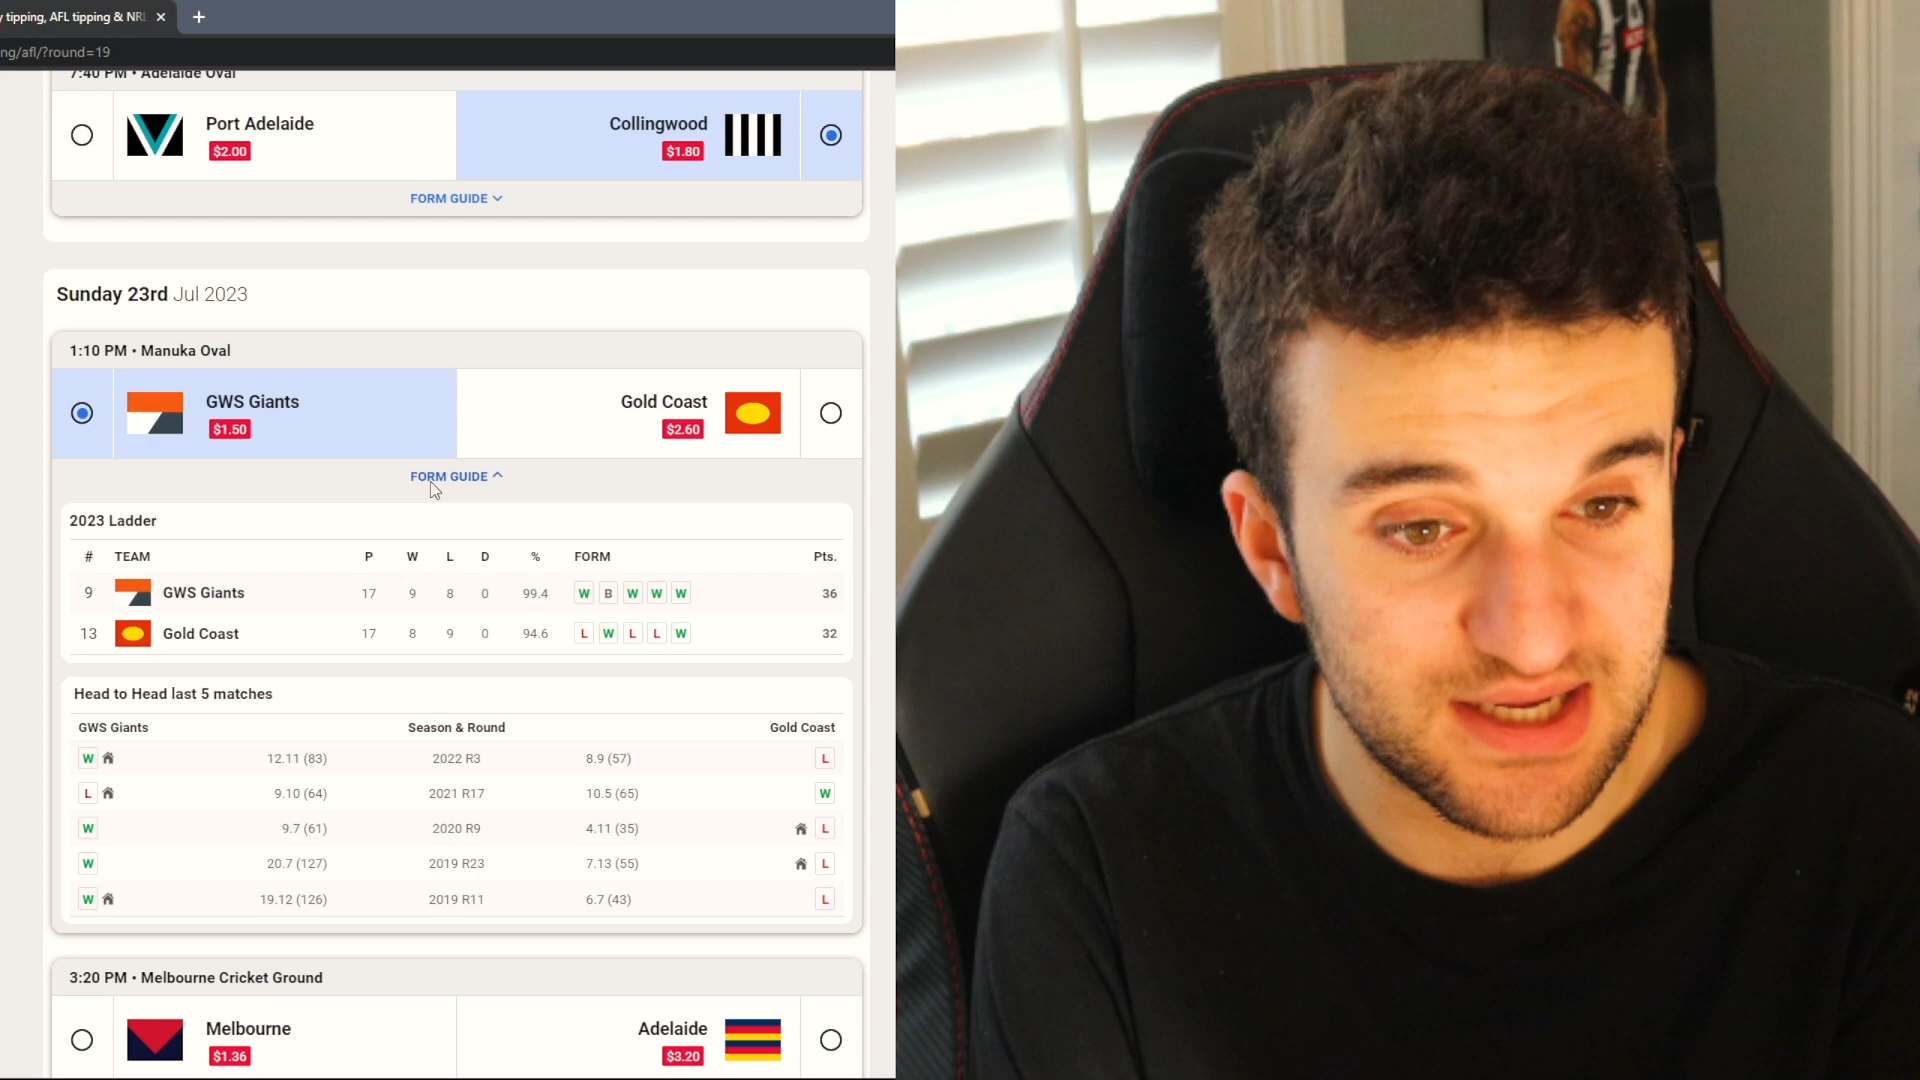 y tipping, AFL tipping & NRL
ng/afl/?round=19
7:40 PM • Adelaide Oval
Port Adelaide
$2.00
Collingwood
$1.80
FORM GUIDE
Sunday 23rd Jul 2023
1:10 PM • Manuka Oval
GWS Giants
$1.50
Gold Coast
$2.60
FORM GUIDE
2023 Ladder
# TEAM P W L D % FORM Pts.
9 GWS Giants 17 9 8 0 99.4 W B W W W 36
13 Gold Coast 17 8 9 0 94.6 L W L L W 32
Head to Head last 5 matches
GWS Giants Season & Round Gold Coast
W 12.11 (83) 2022 R3 8.9 (57) L
L 9.10 (64) 2021 R17 10.5 (65) W
W 9.7 (61) 2020 R9 4.11 (35) L
W 20.7 (127) 2019 R23 7.13 (55) L
W 19.12 (126) 2019 R11 6.7 (43) L
3:20 PM • Melbourne Cricket Ground
Melbourne
$1.36
Adelaide
$3.20